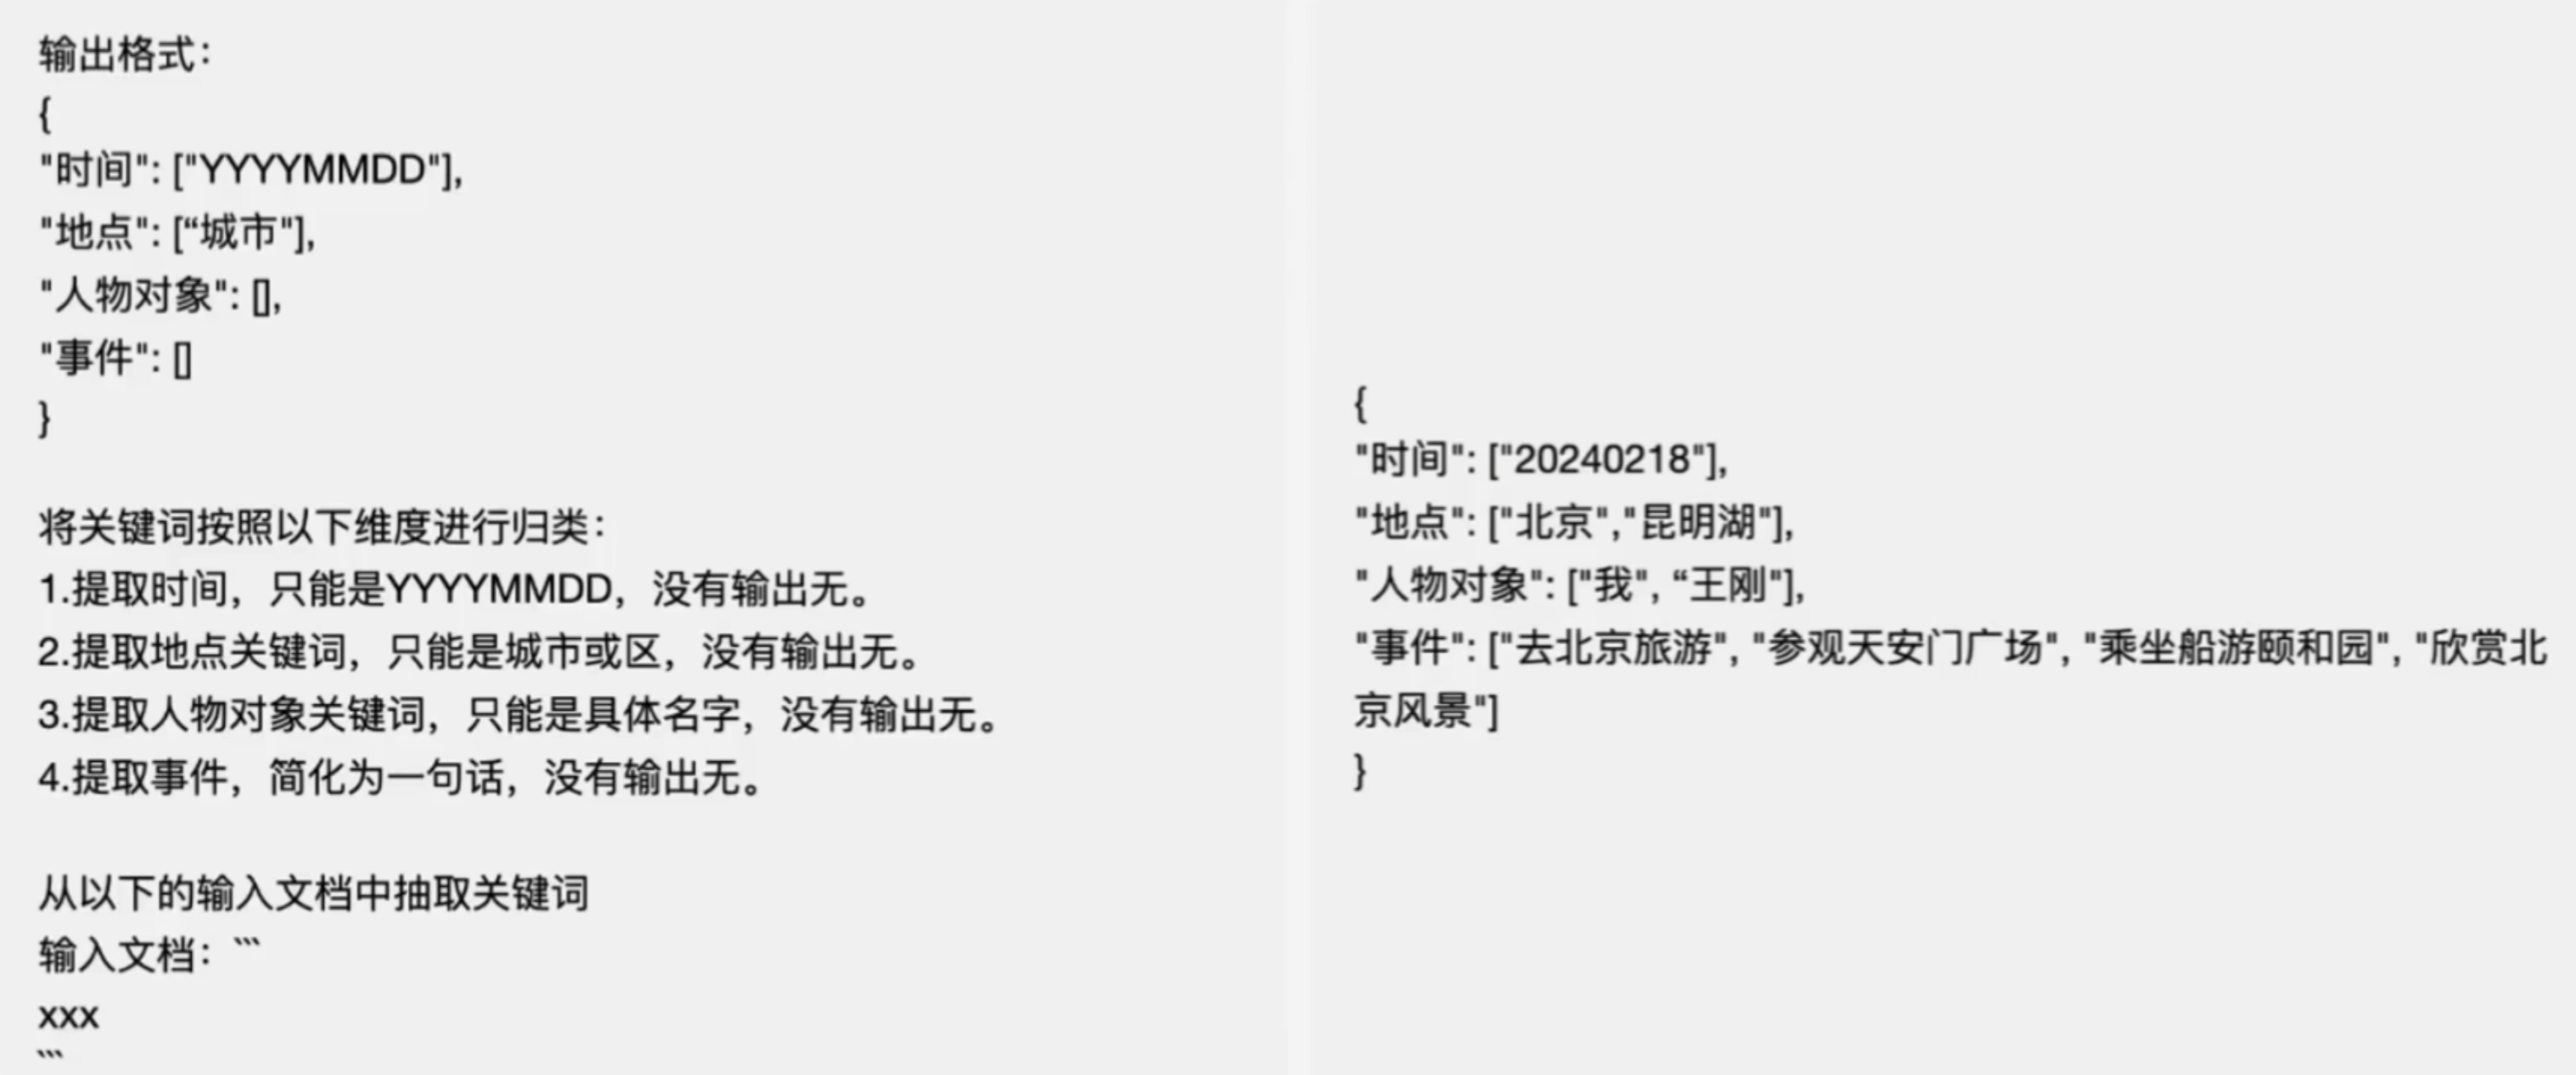 输出格式：
{
"时间": ["YYYYMMDD"],
"地点": [“城市"],
"人物对象": [],
"事件": []
}
将关键词按照以下维度进行归类：
1.提取时间，只能是YYYYMMDD，没有输出无。
2.提取地点关键词，只能是城市或区，没有输出无。
3.提取人物对象关键词，只能是具体名字，没有输出无。
4.提取事件，简化为一句话，没有输出无。
从以下的输入文档中抽取关键词
输入文档：```
xxx
```
{
"时间": ["20240218"],
"地点": ["北京","昆明湖"],
"人物对象": ["我", “王刚"],
"事件": ["去北京旅游", "参观天安门广场", "乘坐船游颐和园", "欣赏北
京风景"]
}